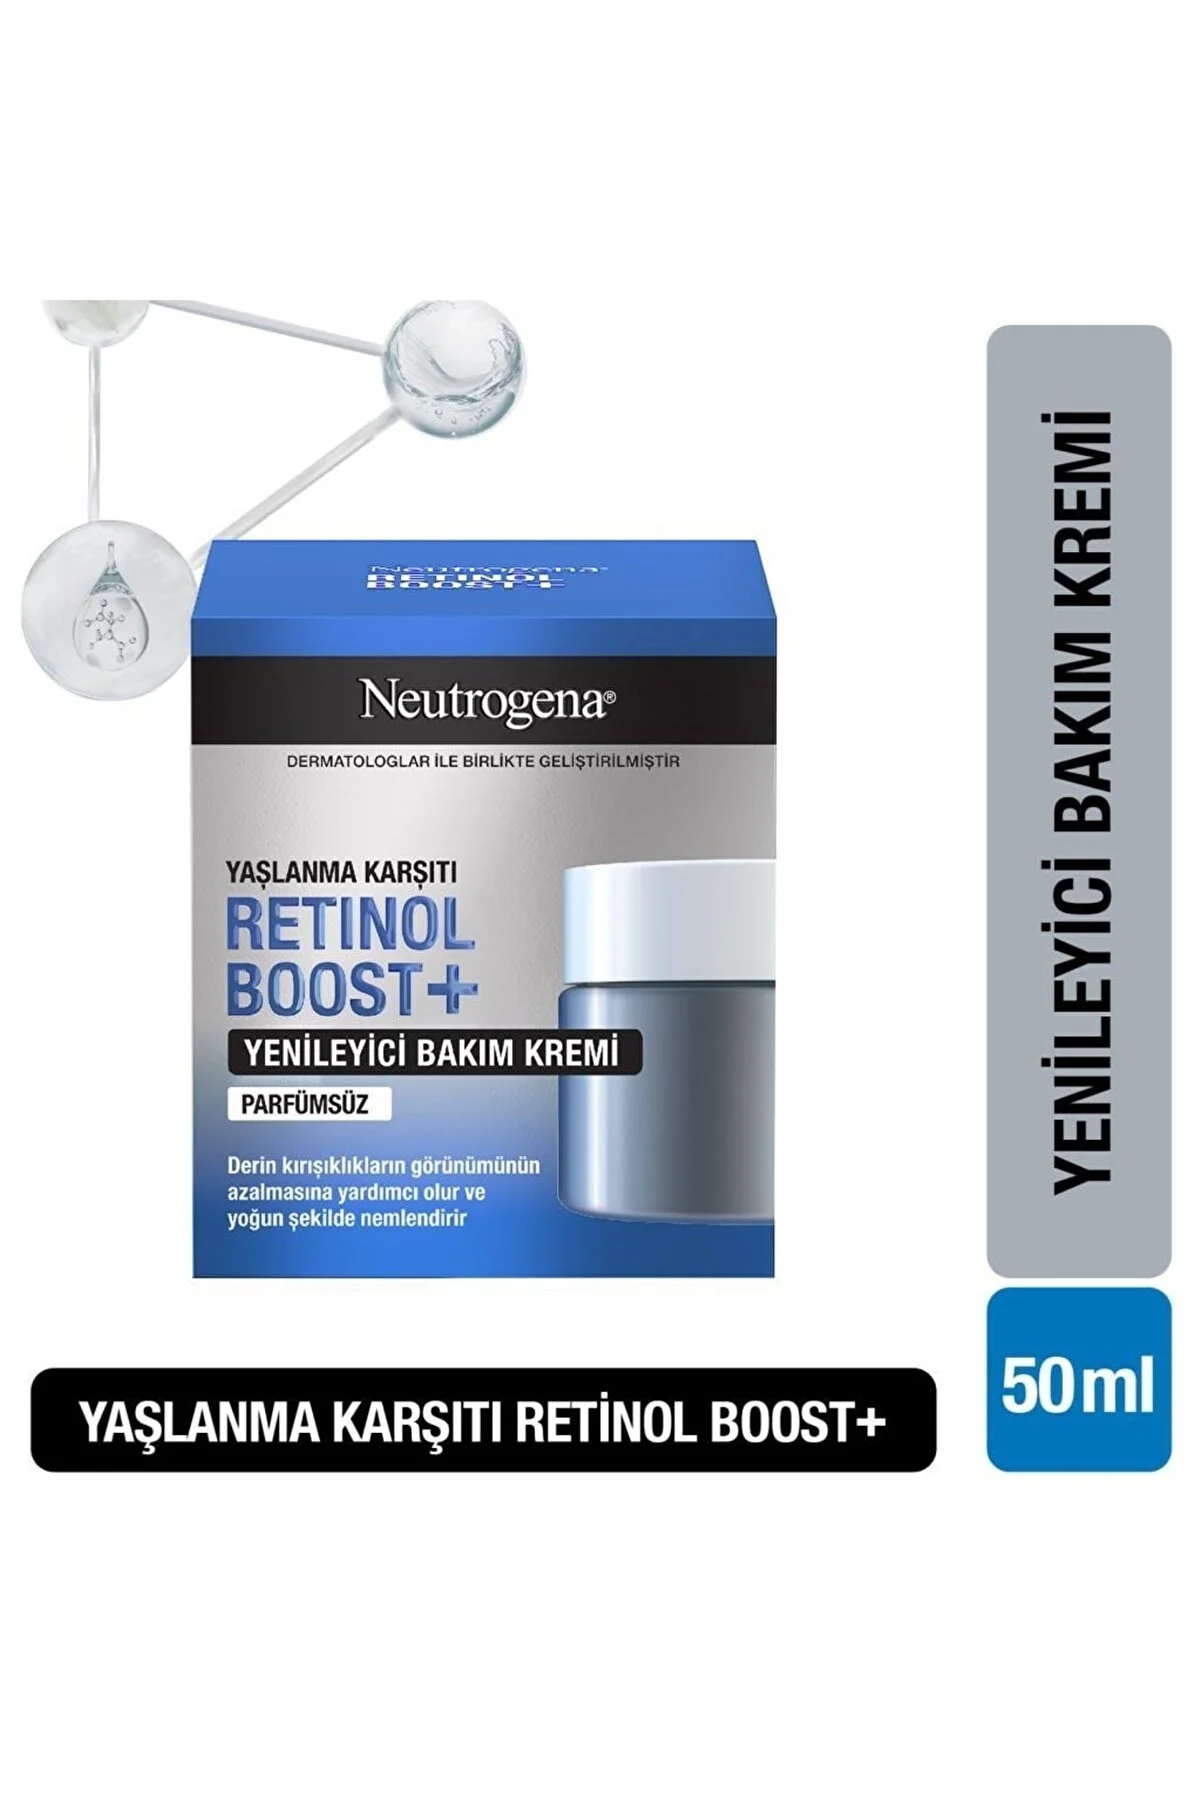 Neutrogena®
RETINOL
BOOST+
Neutrogena®
DERMATOLOGLAR İLE BİRLİKTE GELİŞTİRİLMİŞTİR
YAŞLANMA KARŞITI
RETINOL
BOOST+
YENİLEYİCİ BAKIM KREMİ
PARFÜMSÜZ
Derin kırışıklıkların görünümünün
azalmasına yardımcı olur ve
yoğun şekilde nemlendirir
YENİLEYİCİ BAKIM KREMİ
50 ml
YAŞLANMA KARŞITI RETİNOL BOOST+